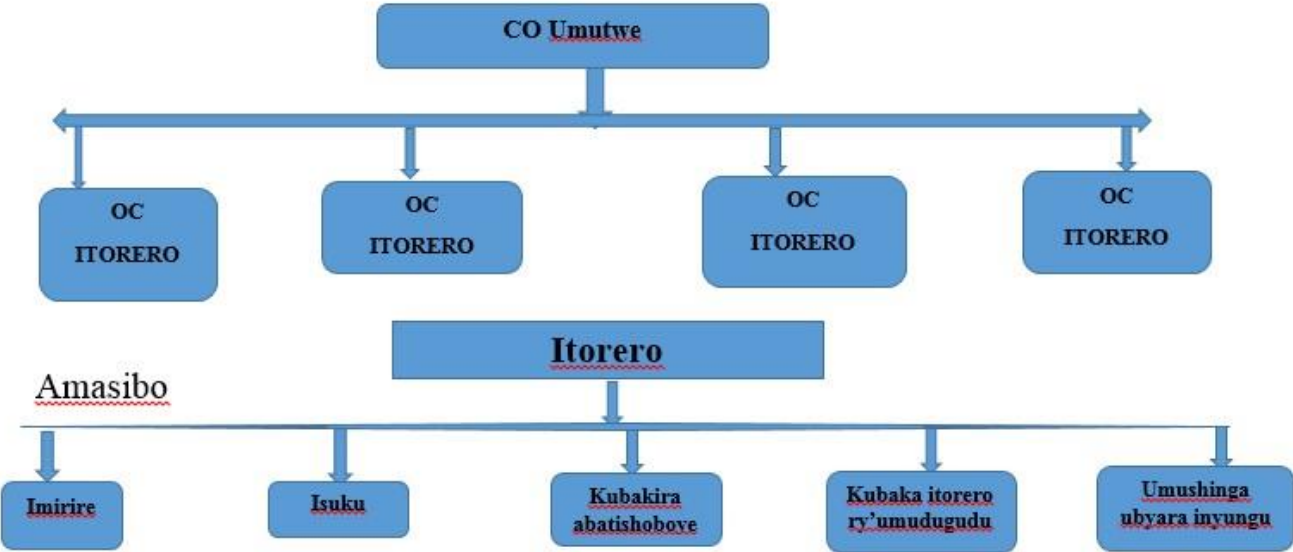 CO Umutwe
OC
ITORERO
OC
ITORERO
OC
ITORERO
OC
ITORERO
Itorero
Amasibo
Imirire
Isuku
Kubakira
abatishoboye
Kubaka itorero
ry’umudugudu
Umushinga
ubyara inyungu